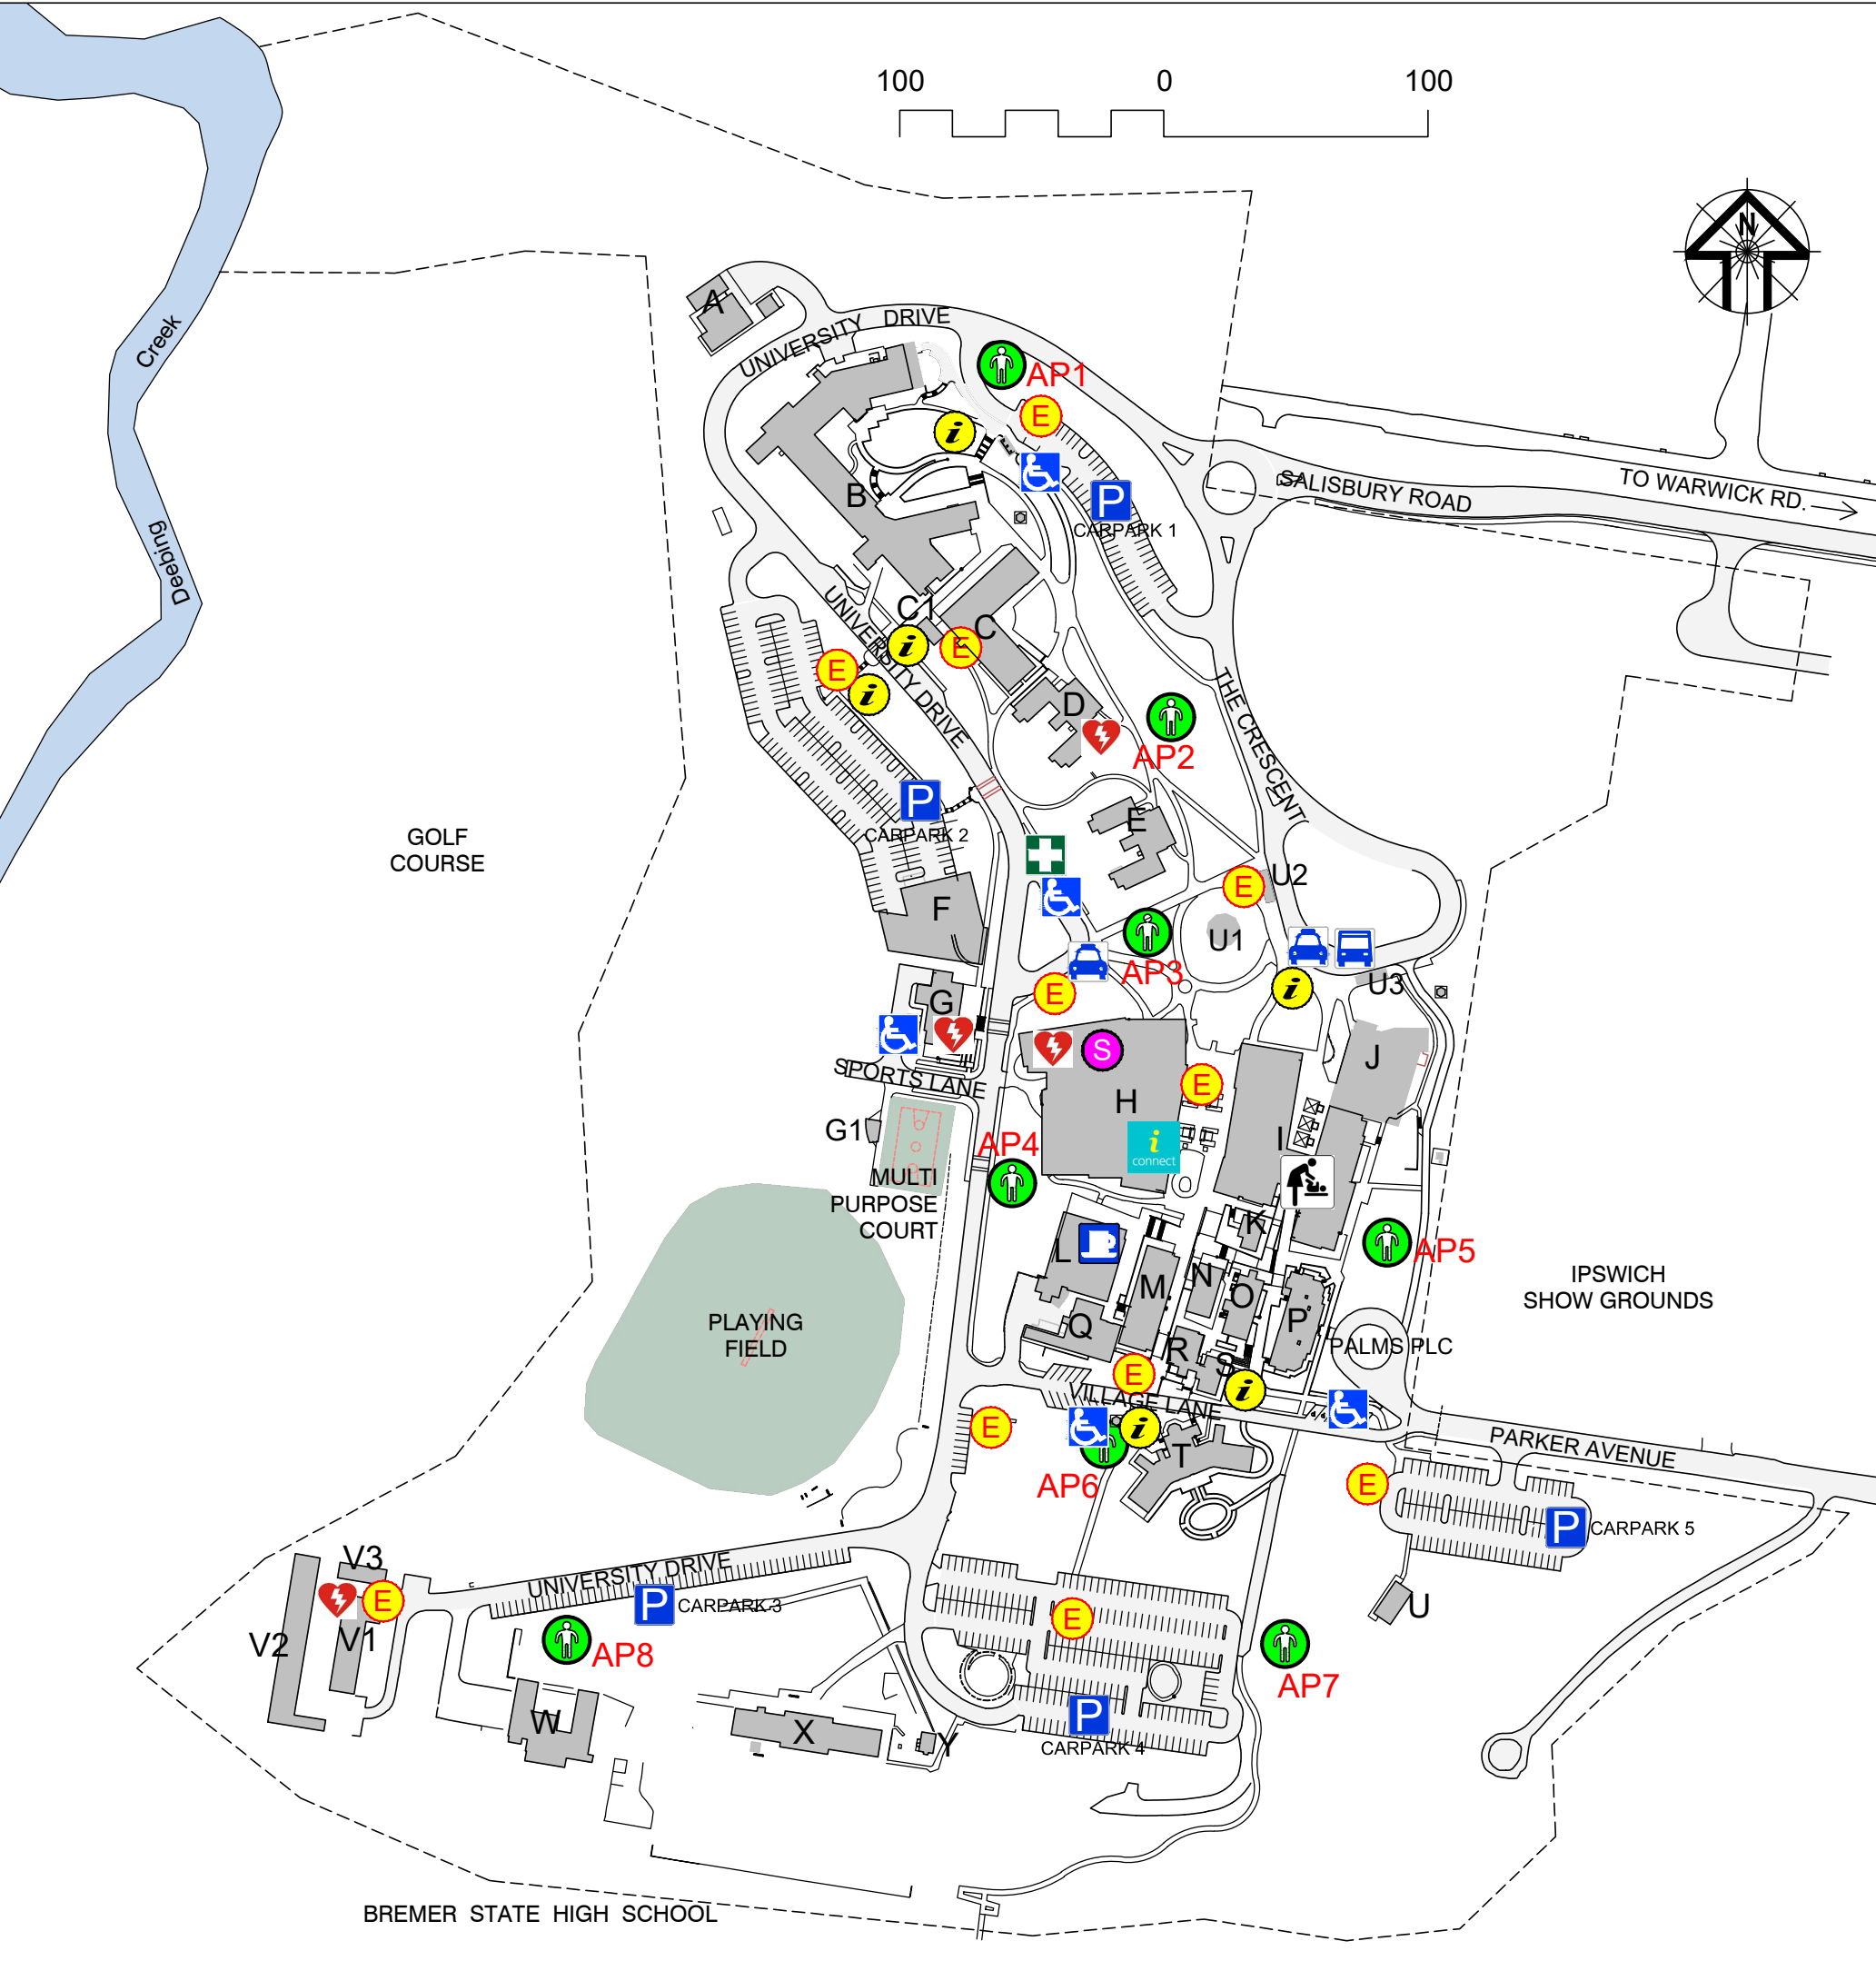 100 0 100
N
A
UNIVERSITY DRIVE
AP1
E
i
P
CARPARK 1
SALISBURY ROAD
TO WARWICK RD.
B
Creek
Deebing
C1
C
UNIVERSITY DRIVE
i
E
E
i
D
AP2
THE CRESCENT
P
CARPARK 2
E
GOLF
COURSE
F
E
U2
U1
AP3
E
i
U3
G
S
J
SPORTS LANE
E
H
G1
i
connect
I
AP4
MULTI
PURPOSE
COURT
K
L
AP5
M
N
O
P
Q
R
S
IPSWICH
SHOW GROUNDS
PLAYING
FIELD
PALMS PLC
E
i
VILLAGE LANE
E
i
T
AP6
PARKER AVENUE
E
P
CARPARK 5
V3
E
V2
V1
UNIVERSITY DRIVE
P
CARPARK 3
AP8
E
U
AP7
W
X
Y
P
CARPARK 4
BREMER STATE HIGH SCHOOL